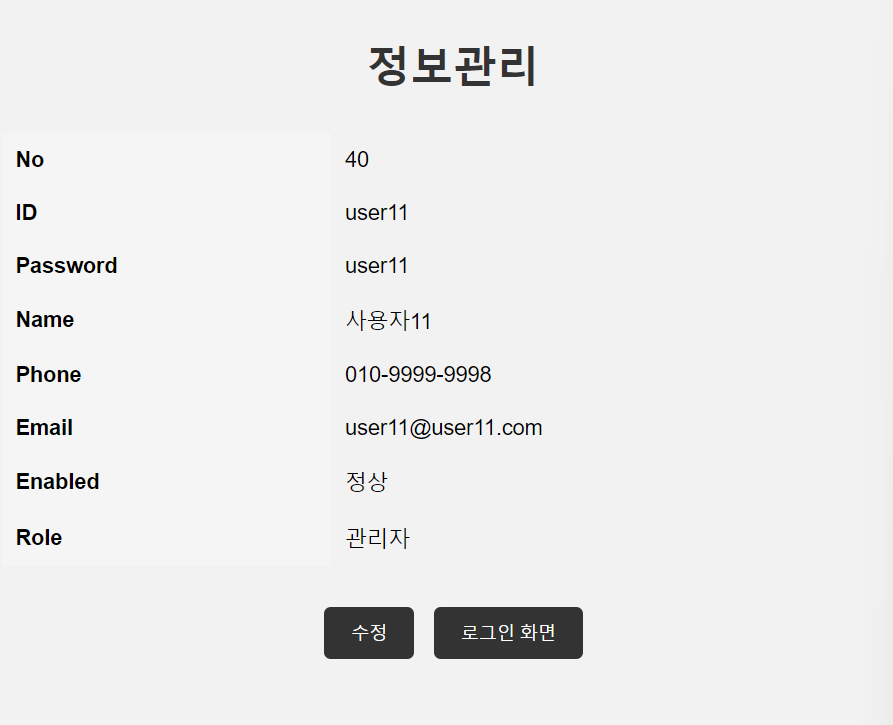 정보관리
No 40
ID user11
Password user11
Name 사용자11
Phone 010-9999-9998
Email user11@user11.com
Enabled 정상
Role 관리자
수정 로그인 화면